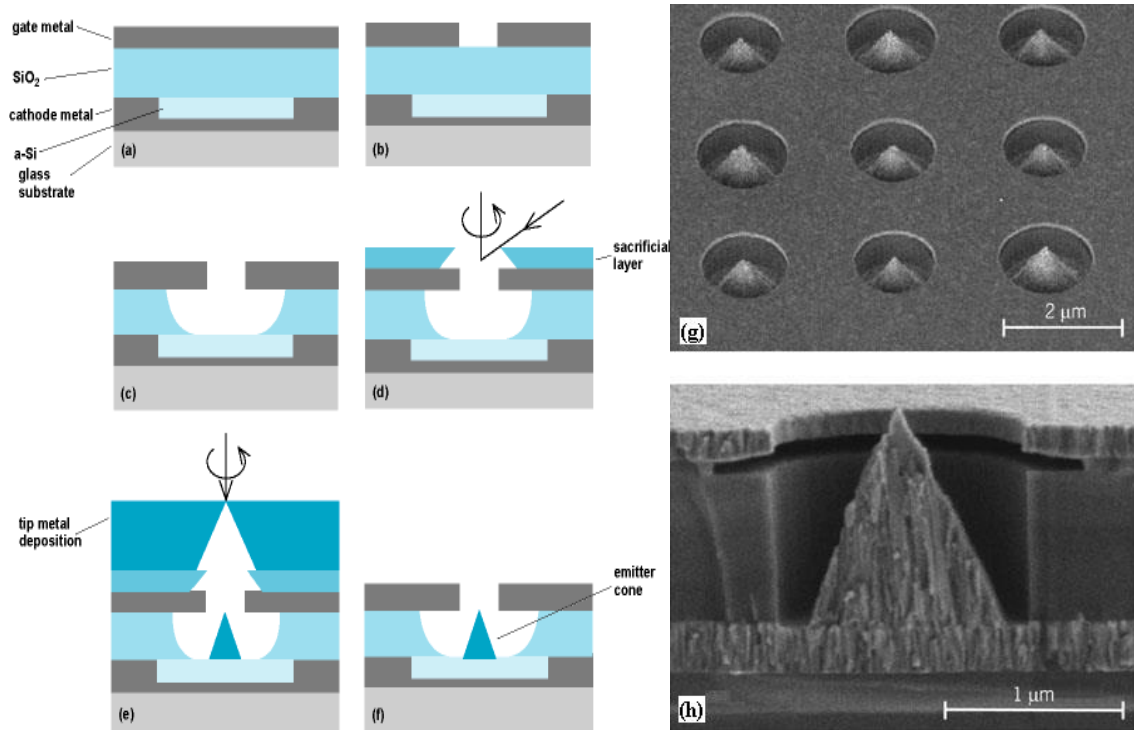 gate metal
SiO2
cathode metal
a-Si
glass
substrate
(a)
(b)
(c)
(d)
sacrificial
layer
tip metal
deposition
(e)
emitter
cone
(f)
(g)
2 μm
(h)
1 μm